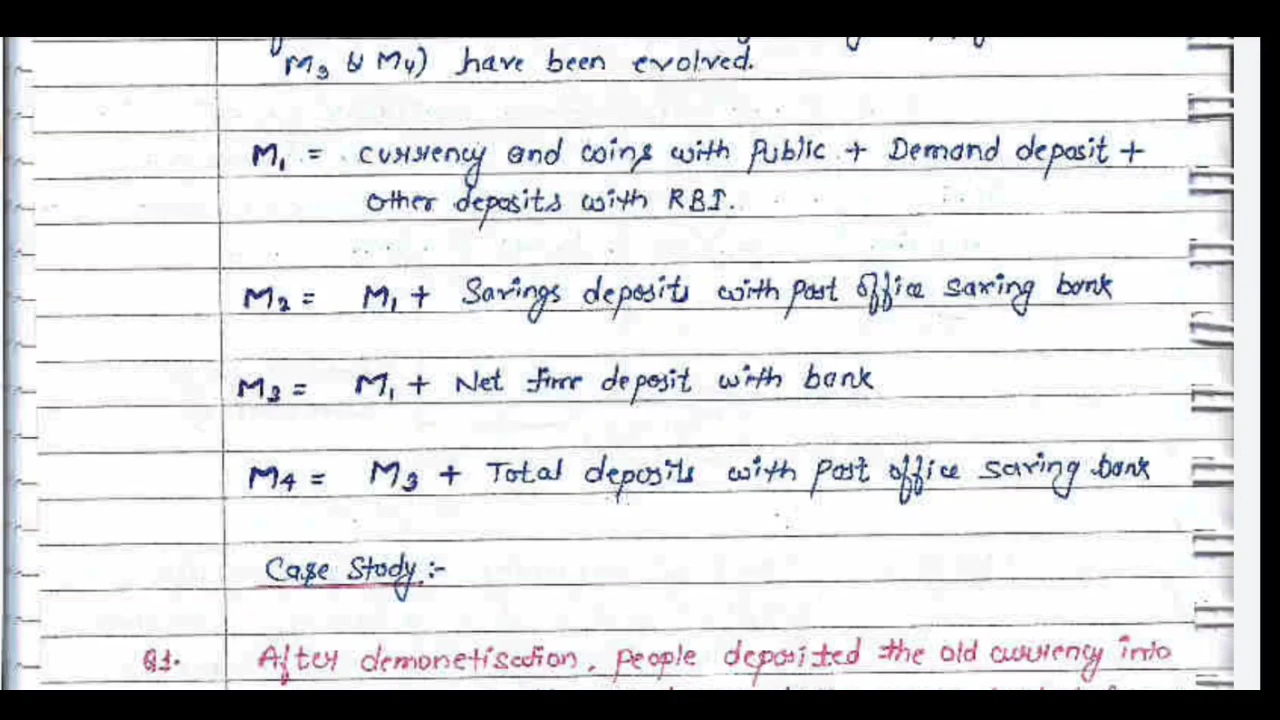 M3 & M4) have been evolved.
M1 = currency and coins with Public + Demand deposit +
other deposits with RBI.
M2 = M1 + Savings deposits with post office saving bank
M3 = M1 + Net time deposit with bank
M4 = M3 + Total deposits with post office saving bank
Case Study :-
Q1. After demonetisation, people deposited the old currency into